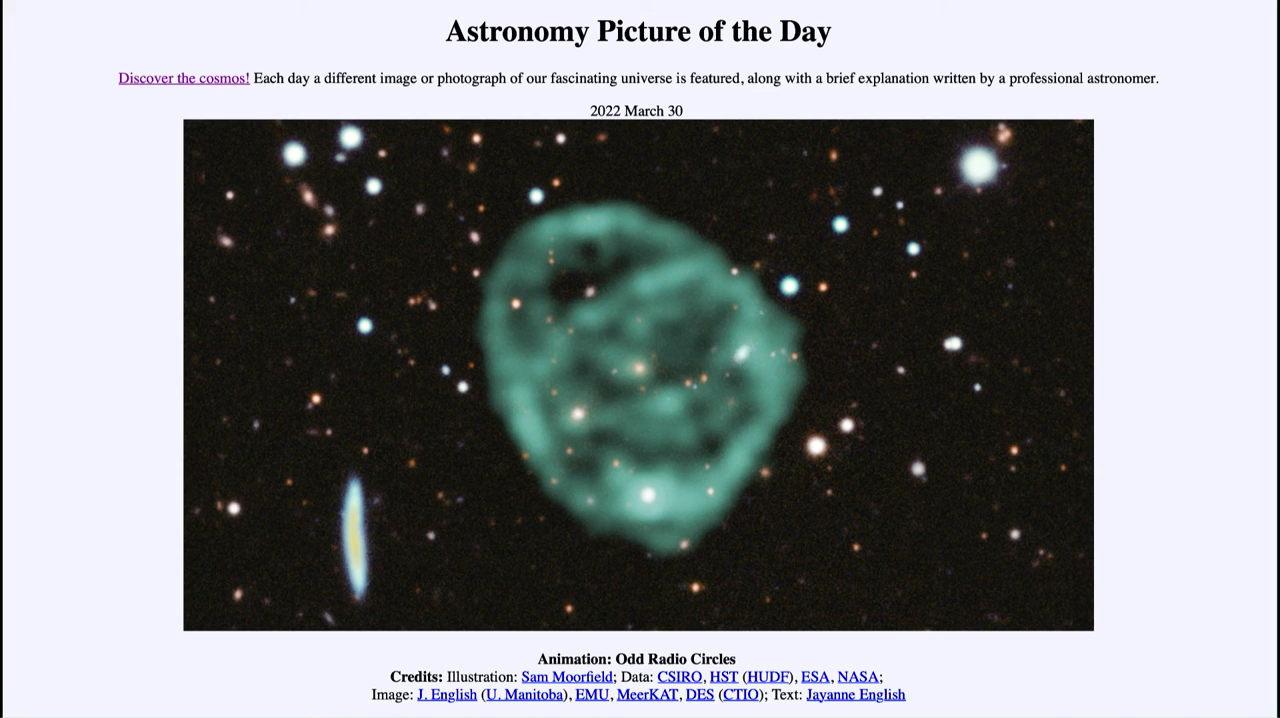 Astronomy Picture of the Day
Discover the cosmos! Each day a different image or photograph of our fascinating universe is featured, along with a brief explanation written by a professional astronomer.
2022 March 30
Animation: Odd Radio Circles
Credits: Illustration: Sam Moorfield; Data: CSIRO, HST (HUDF), ESA, NASA;
Image: J. English (U. Manitoba), EMU, MeerKAT, DES (CTIO); Text: Jayanne English